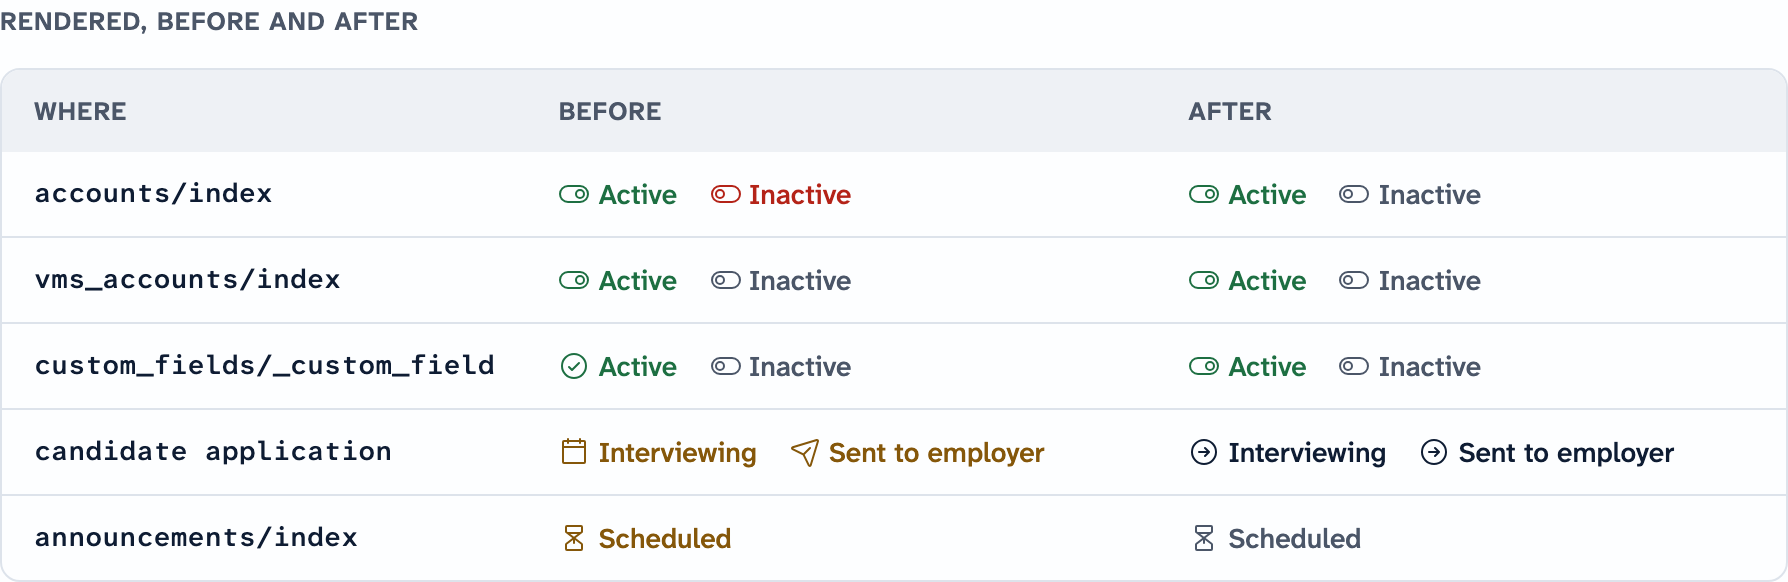 RENDERED, BEFORE AND AFTER
WHERE BEFORE AFTER
accounts/index Active Inactive Active Inactive
vms_accounts/index Active Inactive Active Inactive
custom_fields/_custom_field Active Inactive Active Inactive
candidate application Interviewing Sent to employer Interviewing Sent to employer
announcements/index Scheduled Scheduled